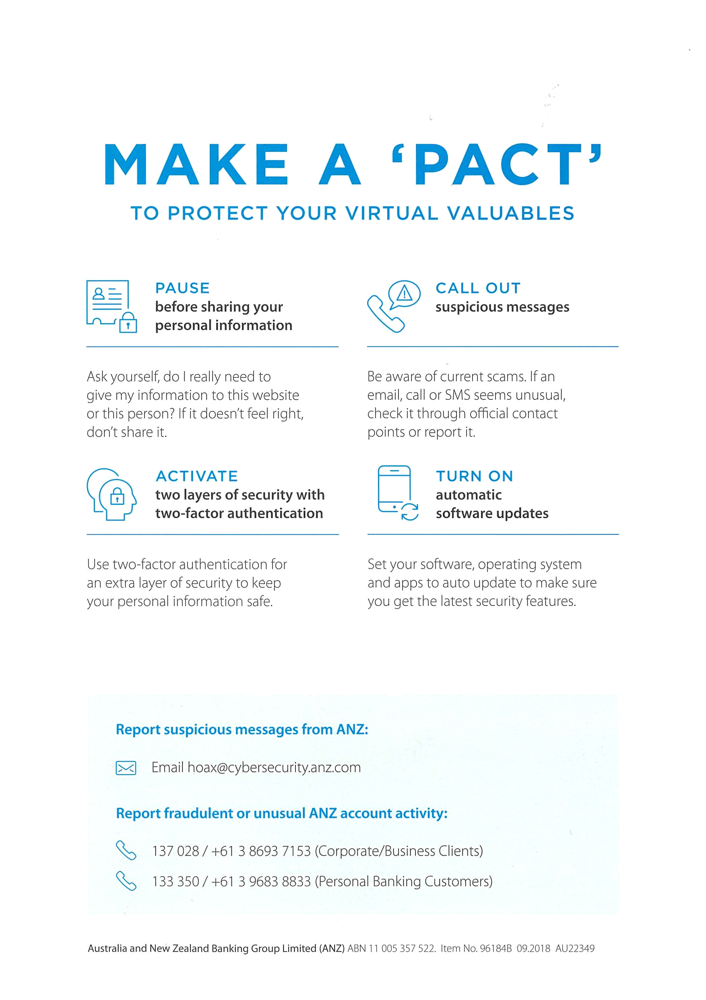 MAKE A ‘PACT’
TO PROTECT YOUR VIRTUAL VALUABLES
PAUSE
before sharing your
personal information
Ask yourself, do I really need to
give my information to this website
or this person? If it doesn’t feel right,
don’t share it.
CALL OUT
suspicious messages
Be aware of current scams. If an
email, call or SMS seems unusual,
check it through official contact
points or report it.
ACTIVATE
two layers of security with
two-factor authentication
Use two-factor authentication for
an extra layer of security to keep
your personal information safe.
TURN ON
automatic
software updates
Set your software, operating system
and apps to auto update to make sure
you get the latest security features.
Report suspicious messages from ANZ:
Email hoax@cybersecurity.anz.com
Report fraudulent or unusual ANZ account activity:
137 028 / +61 3 8693 7153 (Corporate/Business Clients)
133 350 / +61 3 9683 8833 (Personal Banking Customers)
Australia and New Zealand Banking Group Limited (ANZ) ABN 11 005 357 522. Item No. 96184B 09.2018 AU22349